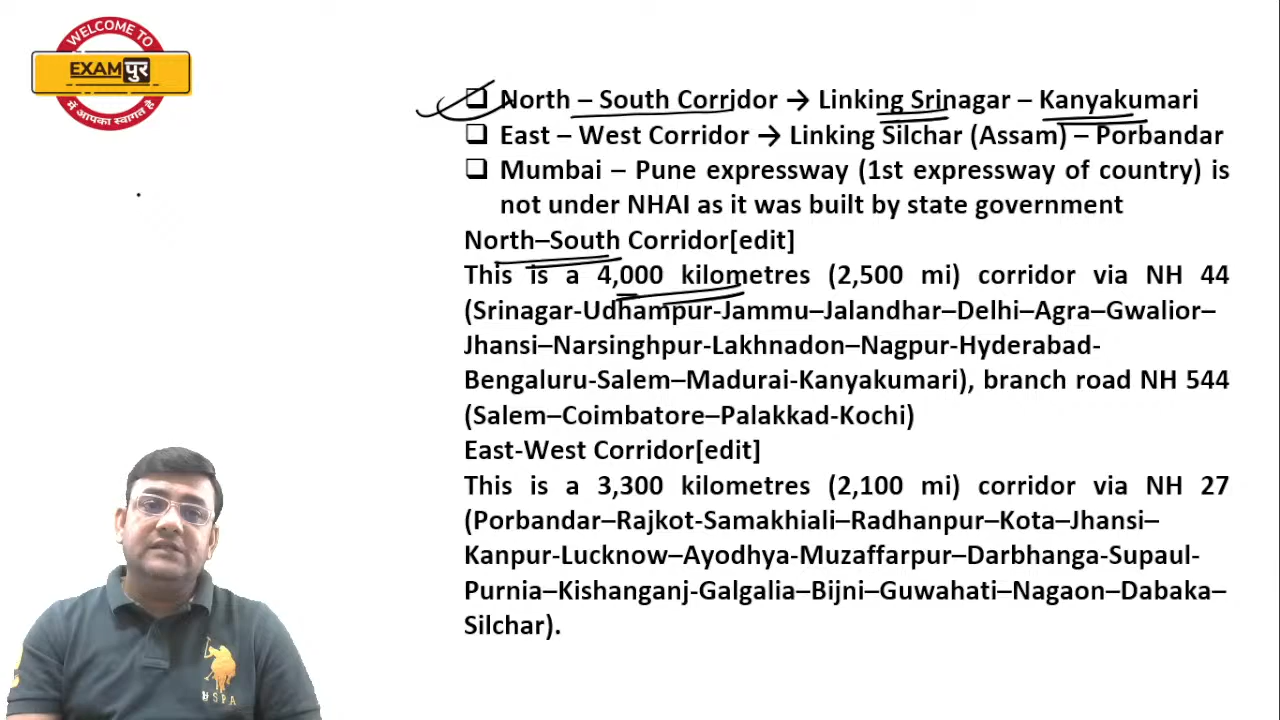 WELCOME TO
EXAMपुर
में आपका स्वागत है
❑ North – South Corridor → Linking Srinagar – Kanyakumari
❑ East – West Corridor → Linking Silchar (Assam) – Porbandar
❑ Mumbai – Pune expressway (1st expressway of country) is
not under NHAI as it was built by state government
North–South Corridor[edit]
This is a 4,000 kilometres (2,500 mi) corridor via NH 44
(Srinagar-Udhampur-Jammu–Jalandhar–Delhi–Agra–Gwalior–
Jhansi–Narsinghpur-Lakhnadon–Nagpur-Hyderabad-
Bengaluru-Salem–Madurai-Kanyakumari), branch road NH 544
(Salem–Coimbatore–Palakkad-Kochi)
East-West Corridor[edit]
This is a 3,300 kilometres (2,100 mi) corridor via NH 27
(Porbandar–Rajkot-Samakhiali–Radhanpur–Kota–Jhansi–
Kanpur-Lucknow–Ayodhya-Muzaffarpur–Darbhanga-Supaul-
Purnia–Kishanganj-Galgalia–Bijni–Guwahati–Nagaon–Dabaka–
Silchar).
USPA